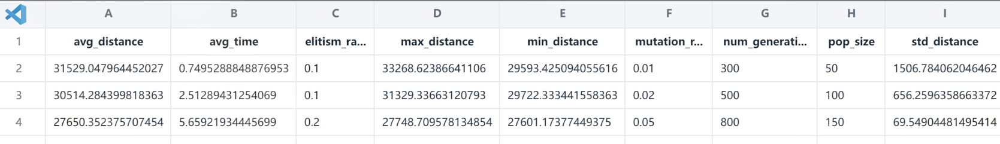 A B C D E F G H I
1 avg_distance avg_time elitism_ra... max_distance min_distance mutation_r... num_generati... pop_size std_distance
2 31529.047964452027 0.7495288848876953 0.1 33268.62386641106 29593.425094055616 0.01 300 50 1506.784062046462
3 30514.284399818363 2.51289431254069 0.1 31329.33663120793 29722.333441558363 0.02 500 100 656.2596358663372
4 27650.352375707454 5.65921934445699 0.2 27748.709578134854 27601.17377449375 0.05 800 150 69.54904481495414